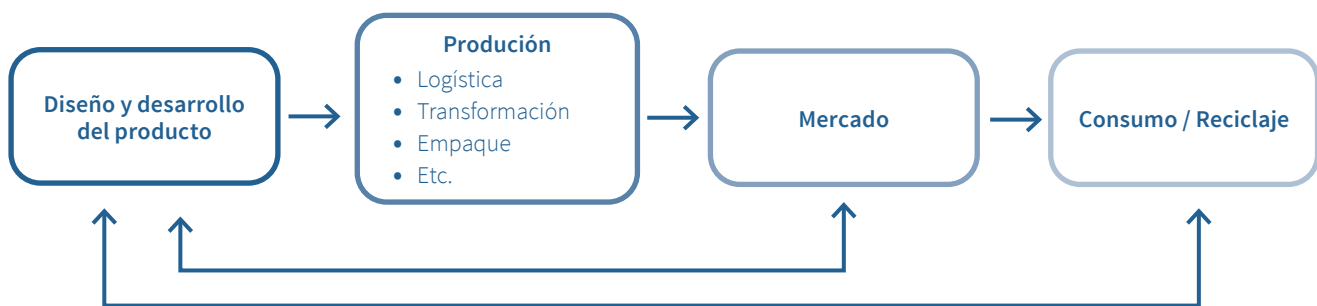 Diseño y desarrollo
del producto
Produción
• Logística
• Transformación
• Empaque
• Etc.
Mercado
Consumo / Reciclaje